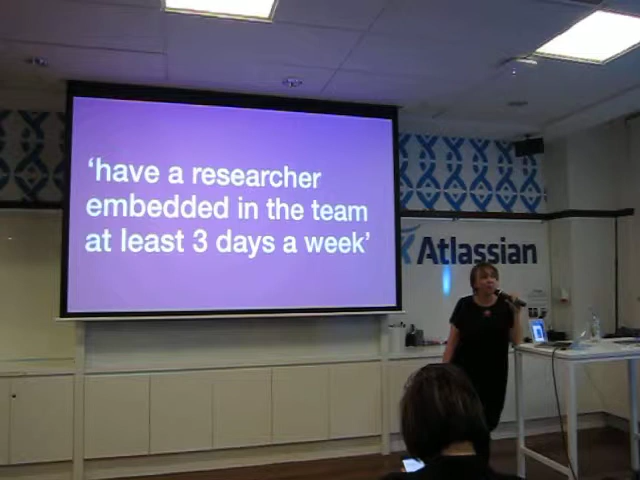 ‘have a researcher
embedded in the team
at least 3 days a week’
Atlassian